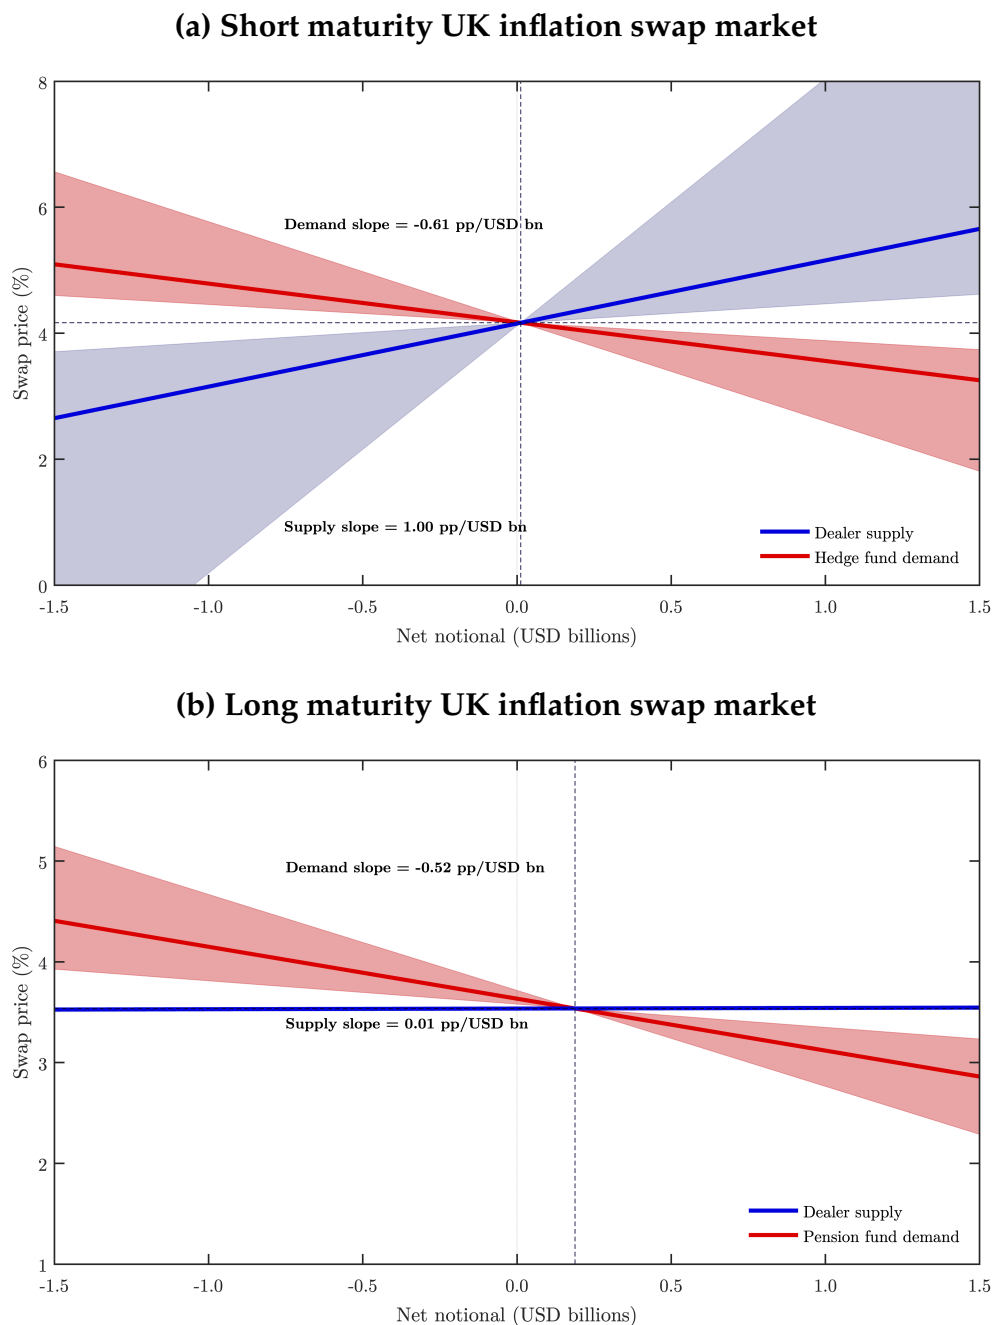 (a) Short maturity UK inflation swap market
8
6
4
2
0
Swap price (%)
Demand slope = -0.61 pp/USD bn
Supply slope = 1.00 pp/USD bn
Dealer supply
Hedge fund demand
-1.5 -1.0 -0.5 0.0 0.5 1.0 1.5
Net notional (USD billions)
(b) Long maturity UK inflation swap market
6
5
4
3
2
1
Swap price (%)
Demand slope = -0.52 pp/USD bn
Supply slope = 0.01 pp/USD bn
Dealer supply
Pension fund demand
-1.5 -1.0 -0.5 0.0 0.5 1.0 1.5
Net notional (USD billions)